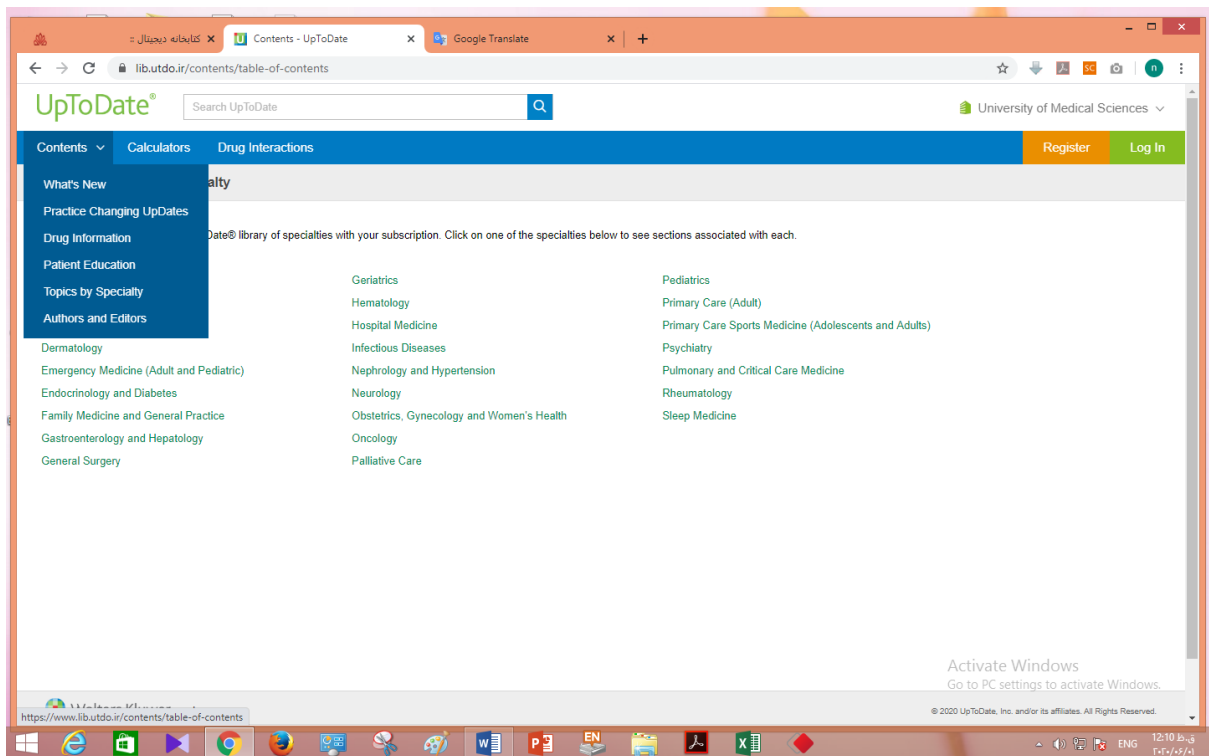 کتابخانه دیجیتال ::
Contents - UpToDate
Google Translate
lib.utdo.ir/contents/table-of-contents
SC
n
UpToDate®
Search UpToDate
University of Medical Sciences
Contents
Calculators
Drug Interactions
Register
Log In
What's New
alty
Practice Changing UpDates
Drug Information
Date® library of specialties with your subscription. Click on one of the specialties below to see sections associated with each.
Patient Education
Topics by Specialty
Authors and Editors
Dermatology
Emergency Medicine (Adult and Pediatric)
Endocrinology and Diabetes
Family Medicine and General Practice
Gastroenterology and Hepatology
General Surgery
Geriatrics
Hematology
Hospital Medicine
Infectious Diseases
Nephrology and Hypertension
Neurology
Obstetrics, Gynecology and Women's Health
Oncology
Palliative Care
Pediatrics
Primary Care (Adult)
Primary Care Sports Medicine (Adolescents and Adults)
Psychiatry
Pulmonary and Critical Care Medicine
Rheumatology
Sleep Medicine
Activate Windows
Go to PC settings to activate Windows.
© 2020 UpToDate, Inc. and/or its affiliates. All Rights Reserved.
https://www.lib.utdo.ir/contents/table-of-contents
EN
ENG
12:10 ق.ظ